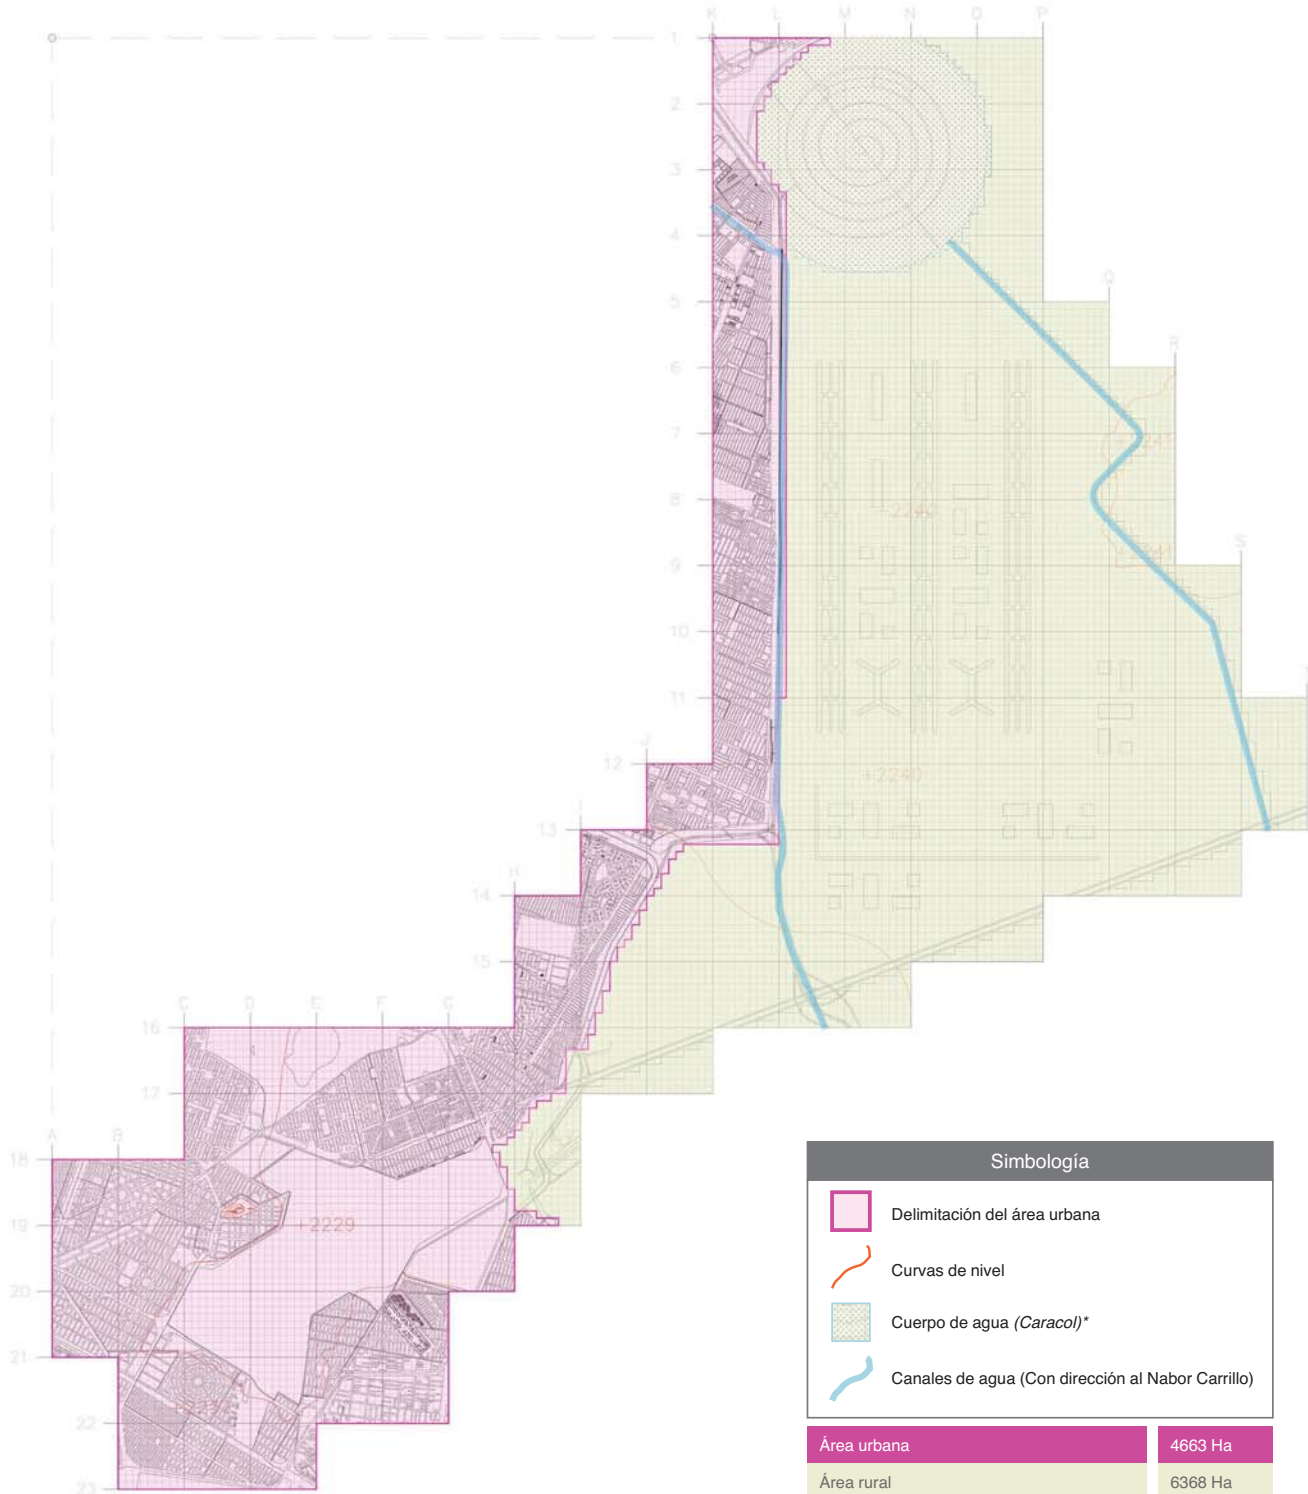 K L M N O P
1
2
3
4
5
Q
6
R
7
+2241
8
+2240
9
+2241
S
10
11
J
12
+2240
13
H
14
15
C D E F G
16
17
A B
18
19
+2229
20
21
22
23
Simbología
Delimitación del área urbana
Curvas de nivel
Cuerpo de agua (Caracol)*
Canales de agua (Con dirección al Nabor Carrillo)
Área urbana 4663 Ha
Área rural 6368 Ha